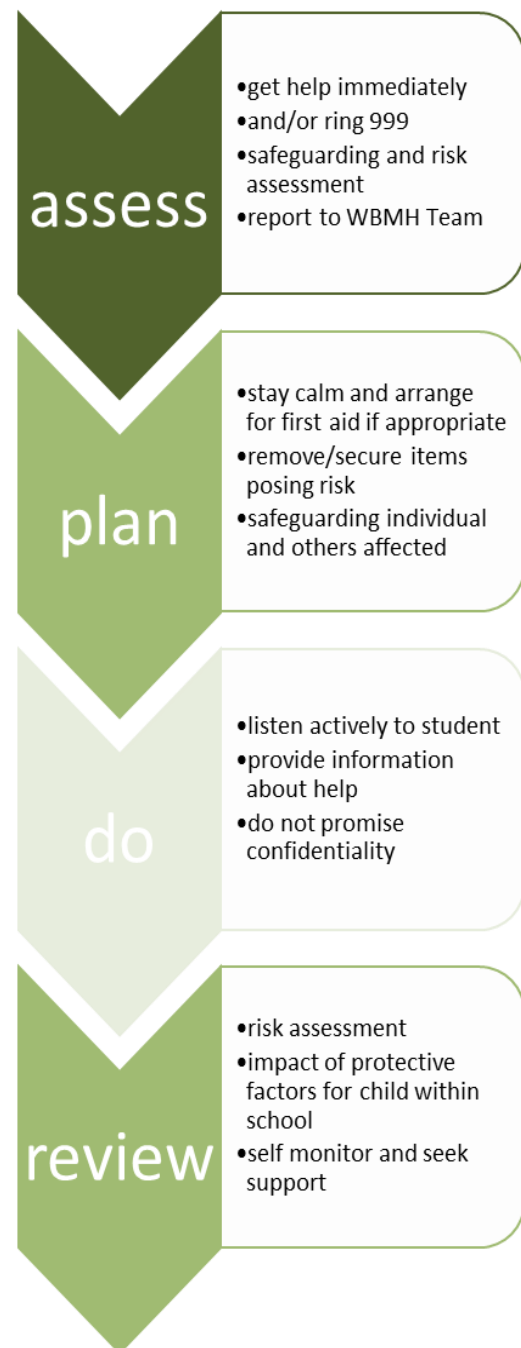 assess
•get help immediately
•and/or ring 999
•safeguarding and risk
assessment
•report to WBMH Team
plan
•stay calm and arrange
for first aid if appropriate
•remove/secure items
posing risk
•safeguarding individual
and others affected
do
•listen actively to student
•provide information
about help
•do not promise
confidentiality
review
•risk assessment
•impact of protective
factors for child within
school
•self monitor and seek
support